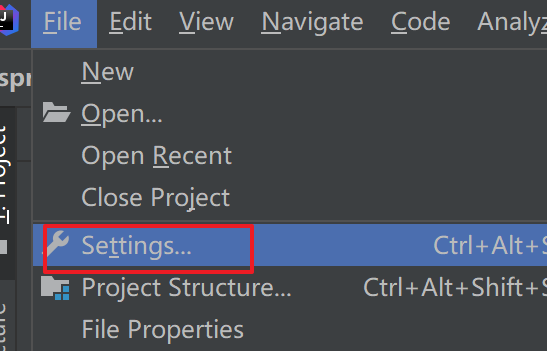 File Edit View Navigate Code Analyz
New
Open...
Open Recent
Close Project
Settings... Ctrl+Alt+S
Project Structure... Ctrl+Alt+Shift+S
File Properties
spr
1: Project